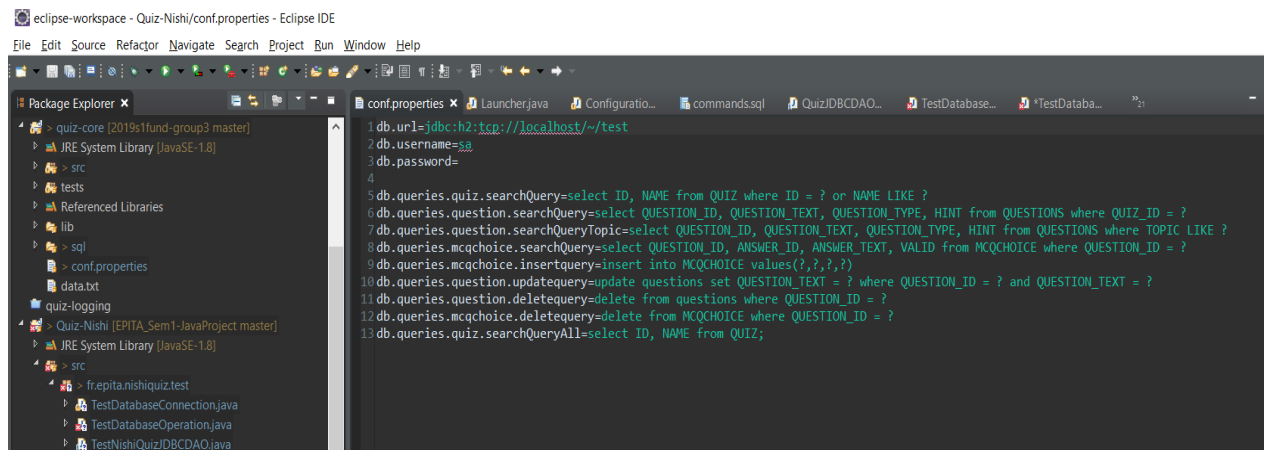 eclipse-workspace - Quiz-Nishi/conf.properties - Eclipse IDE
File Edit Source Refactor Navigate Search Project Run Window Help
Package Explorer
conf.properties Launcher.java Configuratio... commands.sql QuizJDBCDAO... TestDatabase... *TestDataba... »21
> quiz-core [2019s1fund-group3 master]
JRE System Library [JavaSE-1.8]
> src
tests
Referenced Libraries
lib
> sql
> conf.properties
data.txt
quiz-logging
> Quiz-Nishi [EPITA_Sem1-JavaProject master]
JRE System Library [JavaSE-1.8]
> src
> fr.epita.nishiquiz.test
TestDatabaseConnection.java
TestDatabaseOperation.java
TestNishiQuizJDBCDAO.java
1 db.url=jdbc:h2:tcp://localhost/~/test
2 db.username=sa
3 db.password=
4
5 db.queries.quiz.searchQuery=select ID, NAME from QUIZ where ID = ? or NAME LIKE ?
6 db.queries.question.searchQuery=select QUESTION_ID, QUESTION_TEXT, QUESTION_TYPE, HINT from QUESTIONS where QUIZ_ID = ?
7 db.queries.question.searchQueryTopic=select QUESTION_ID, QUESTION_TEXT, QUESTION_TYPE, HINT from QUESTIONS where TOPIC LIKE ?
8 db.queries.mcqchoice.searchQuery=select QUESTION_ID, ANSWER_ID, ANSWER_TEXT, VALID from MCQCHOICE where QUESTION_ID = ?
9 db.queries.mcqchoice.insertquery=insert into MCQCHOICE values(?,?,?,?)
10 db.queries.question.updatequery=update questions set QUESTION_TEXT = ? where QUESTION_ID = ? and QUESTION_TEXT = ?
11 db.queries.question.deletequery=delete from questions where QUESTION_ID = ?
12 db.queries.mcqchoice.deletequery=delete from MCQCHOICE where QUESTION_ID = ?
13 db.queries.quiz.searchQueryAll=select ID, NAME from QUIZ;